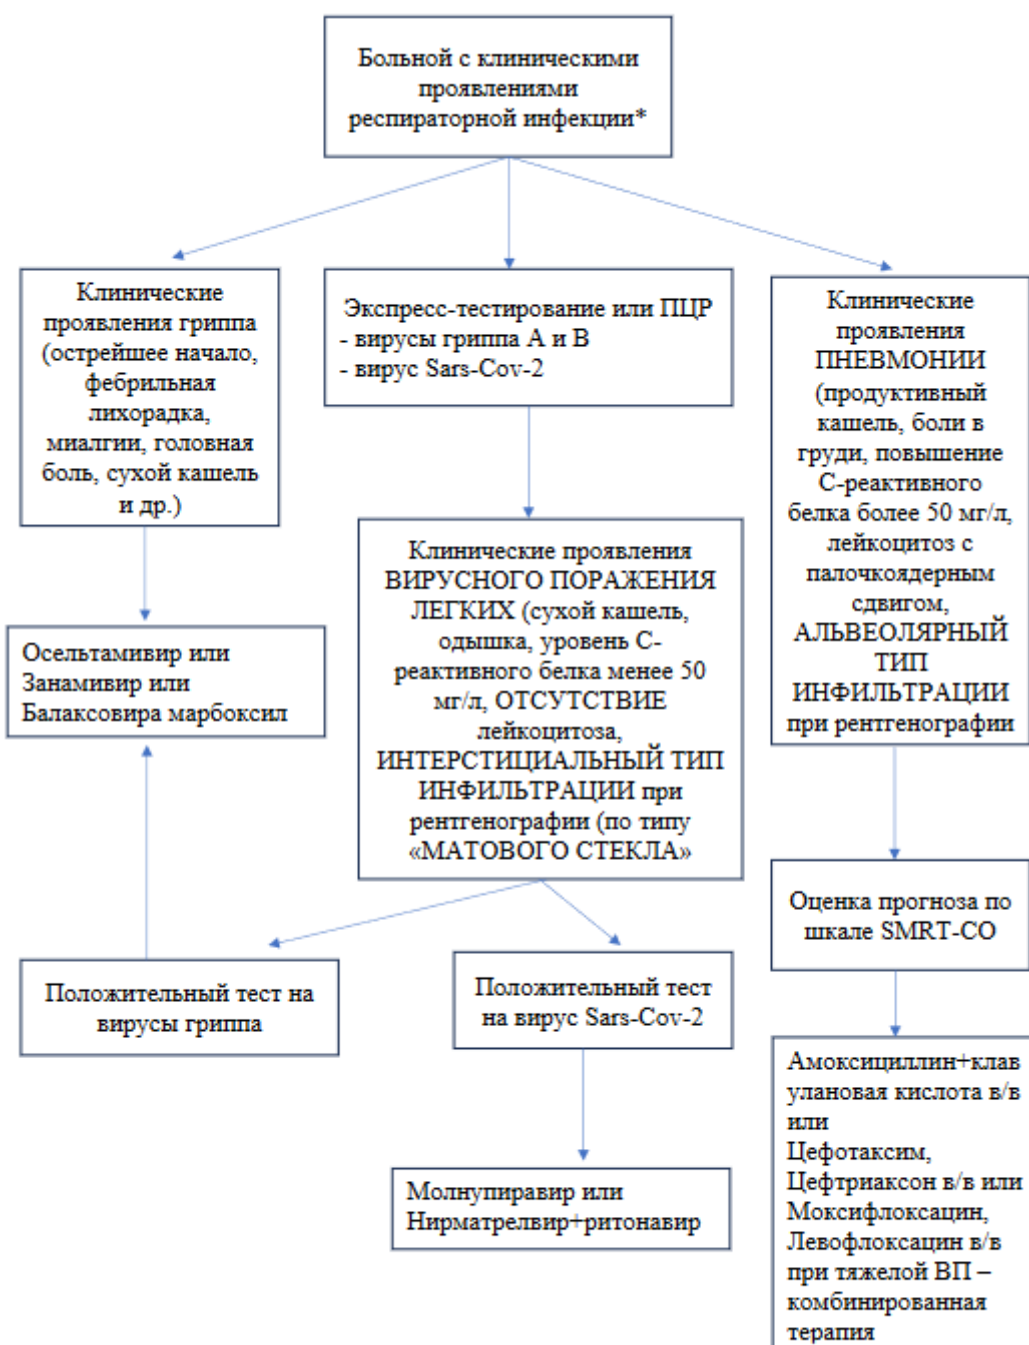 Больной с клиническими
проявлениями
респираторной инфекции*
Клинические
проявления гриппа
(острейшее начало,
фебрильная
лихорадка,
миалгии, головная
боль, сухой кашель
и др.)
Экспресс-тестирование или ПЦР
- вирусы гриппа А и В
- вирус Sars-Cov-2
Клинические
проявления
ПНЕВМОНИИ
(продуктивный
кашель, боли в
груди, повышение
С-реактивного
белка более 50 мг/л,
лейкоцитоз с
палочкоядерным
сдвигом,
АЛЬВЕОЛЯРНЫЙ
ТИП
ИНФИЛЬТРАЦИИ
при рентгенографии
Клинические проявления
ВИРУСНОГО ПОРАЖЕНИЯ
ЛЕГКИХ (сухой кашель,
одышка, уровень С-
реактивного белка менее 50
мг/л, ОТСУТСТВИЕ
лейкоцитоза,
ИНТЕРСТИЦИАЛЬНЫЙ ТИП
ИНФИЛЬТРАЦИИ при
рентгенографии (по типу
«МАТОВОГО СТЕКЛА»
Осельтамивир или
Занамивир или
Балаксовира марбоксил
Оценка прогноза по
шкале SMRT-CO
Положительный тест на
вирусы гриппа
Положительный тест
на вирус Sars-Cov-2
Молнупиравир или
Нирматрелвир+ритонавир
Амоксициллин+клав
улановая кислота в/в
или
Цефотаксим,
Цефтриаксон в/в или
Моксифлоксацин,
Левофлоксацин в/в
при тяжелой ВП –
комбинированная
терапия